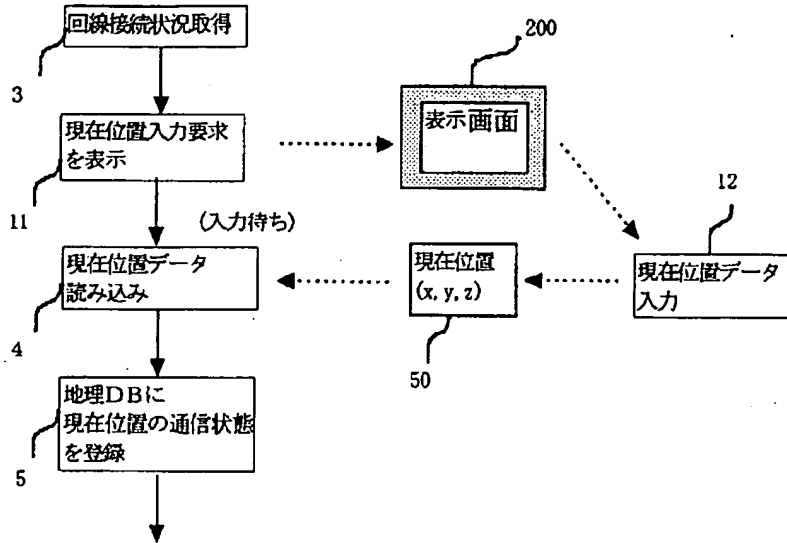 回線接続状況取得
200
3
現在位置入力要求
を表示
表示画面
11
12
(入力待ち)
現在位置データ
読み込み
現在位置
(x, y, z)
現在位置データ
入力
4
50
地理DBに
現在位置の通信状態
を登録
5